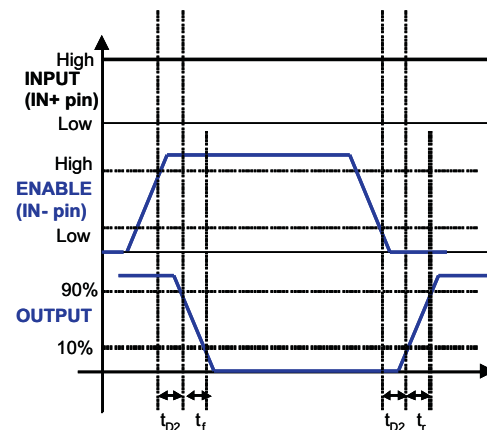 High
INPUT
(IN+ pin)
Low
High
ENABLE
(IN- pin)
Low
90%
OUTPUT
10%
tD2 tf tD2 tr